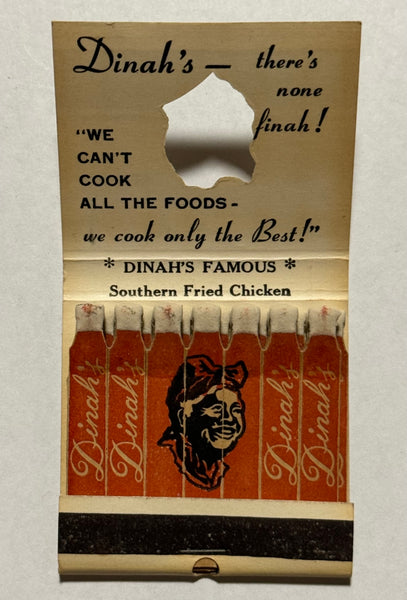 Dinah's — there's
none
finah!
"WE
CAN'T
COOK
ALL THE FOODS -
we cook only the Best!"
* DINAH'S FAMOUS *
Southern Fried Chicken
Dinah's
Dinah's
Dinah's
Dinah's